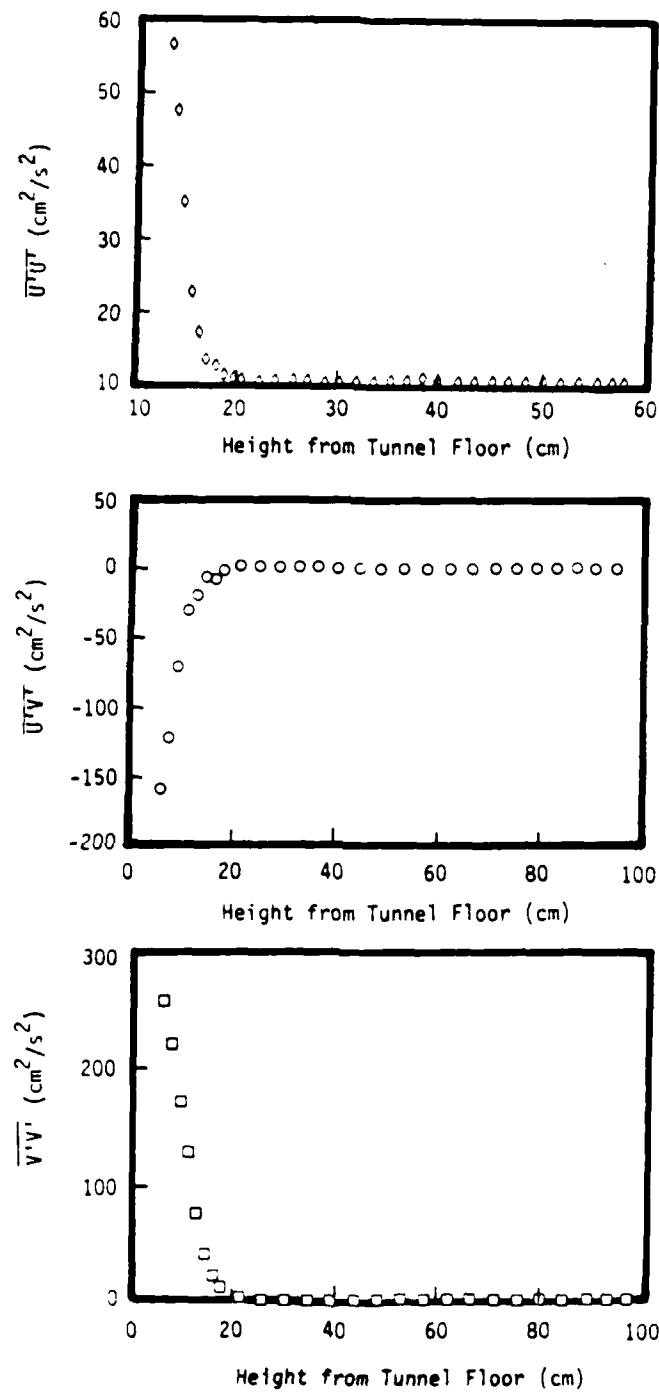 60
50
40
30
20
10
U'U' (cm²/s²)
10 20 30 40 50 60
Height from Tunnel Floor (cm)
50
0
-50
-100
-150
-200
U'V' (cm²/s²)
0 20 40 60 80 100
Height from Tunnel Floor (cm)
300
200
100
0
V'V' (cm²/s²)
0 20 40 60 80 100
Height from Tunnel Floor (cm)